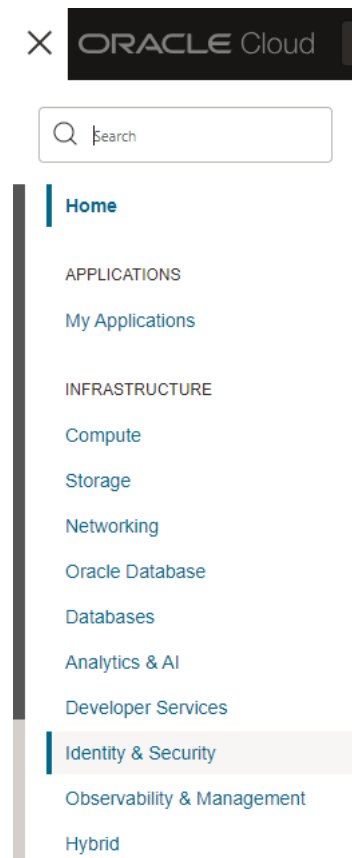 ORACLE Cloud
Search
Home
APPLICATIONS
My Applications
INFRASTRUCTURE
Compute
Storage
Networking
Oracle Database
Databases
Analytics & AI
Developer Services
Identity & Security
Observability & Management
Hybrid